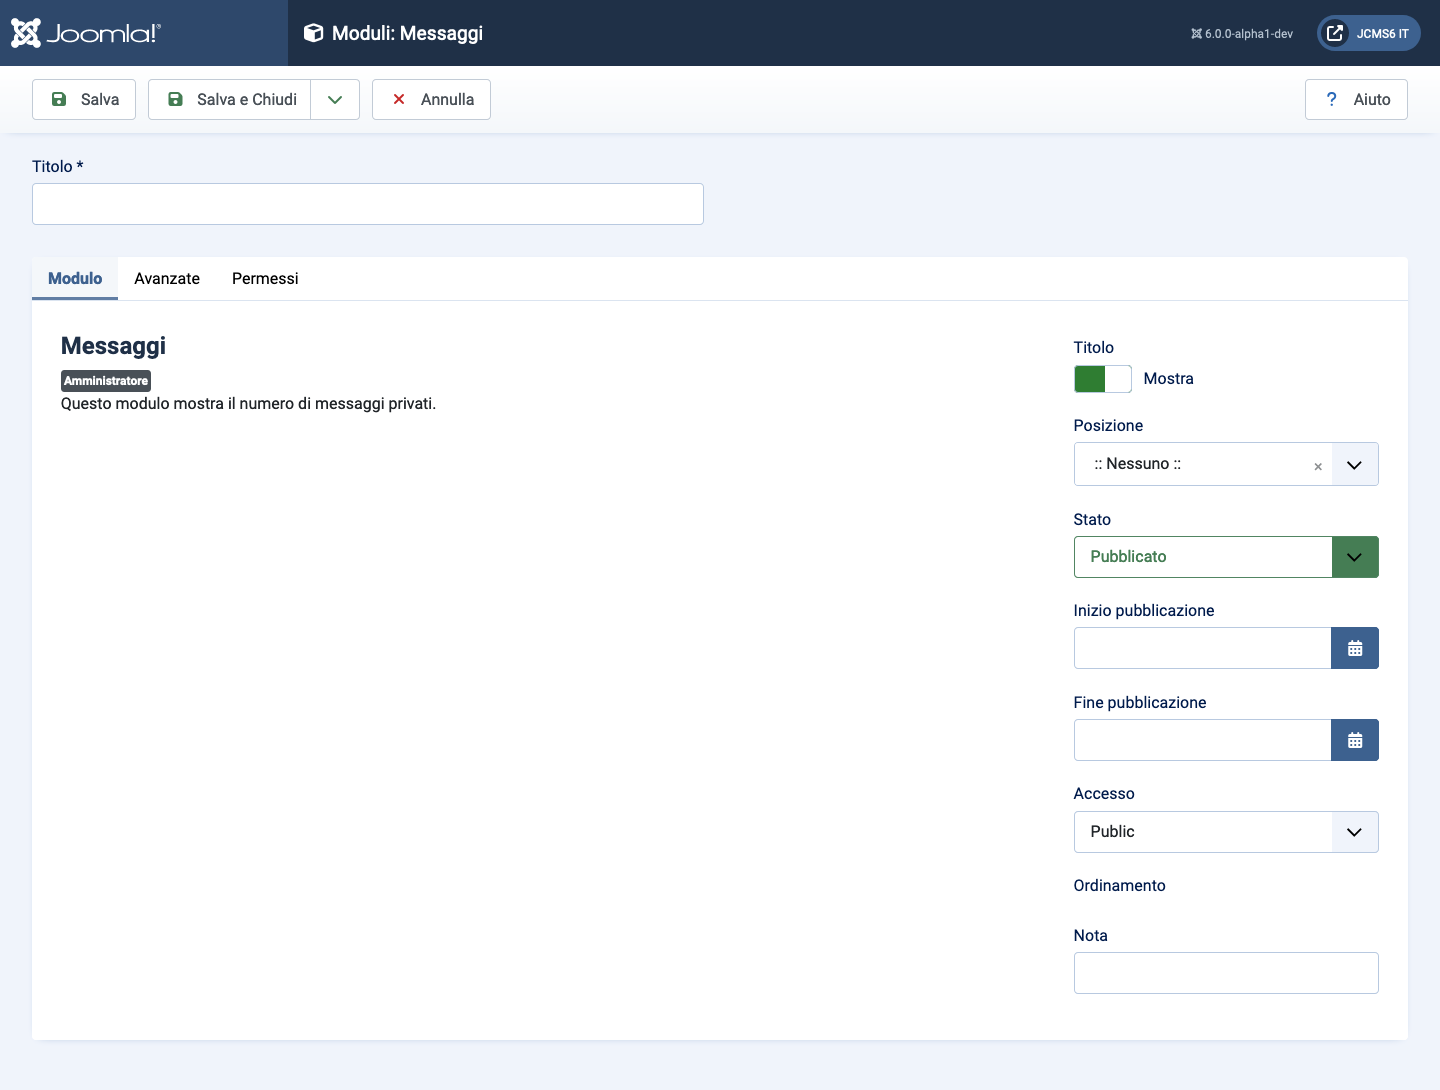 Joomla!®
Moduli: Messaggi
6.0.0-alpha1-dev
JCMS6 IT
Salva
Salva e Chiudi
Annulla
? Aiuto
Titolo *
Modulo
Avanzate
Permessi
Messaggi
Amministratore
Questo modulo mostra il numero di messaggi privati.
Titolo
Mostra
Posizione
:: Nessuno :: ×
Stato
Pubblicato
Inizio pubblicazione
Fine pubblicazione
Accesso
Public
Ordinamento
Nota